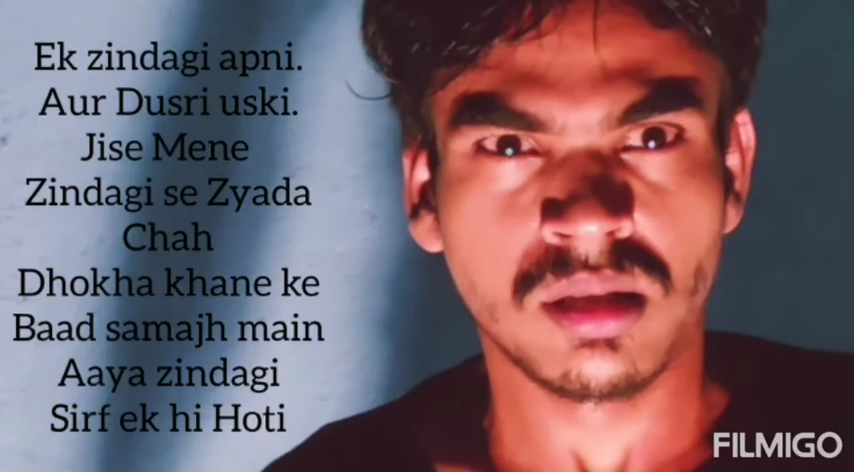 Ek zindagi apni.
Aur Dusri uski.
Jise Mene
Zindagi se Zyada
Chah
Dhokha khane ke
Baad samajh main
Aaya zindagi
Sirf ek hi Hoti
FILMIGO